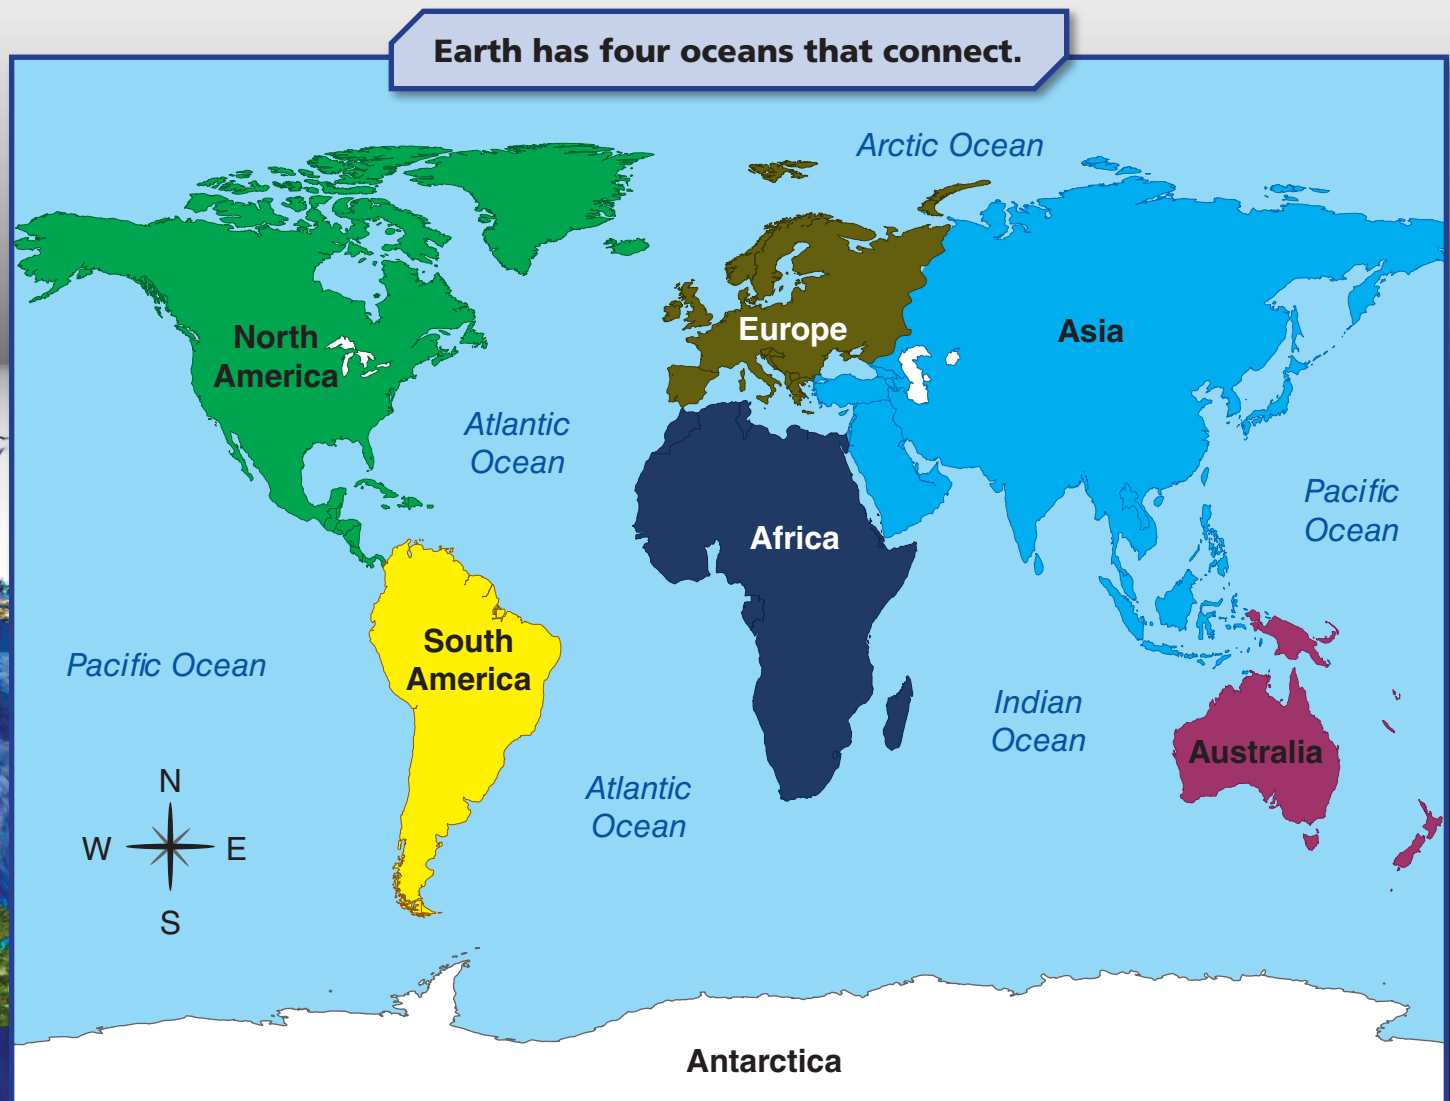 Earth has four oceans that connect.
Arctic Ocean
North
America
Europe
Asia
Atlantic
Ocean
Pacific
Ocean
Africa
South
America
Pacific Ocean
Indian
Ocean
Australia
Atlantic
Ocean
N
W
E
S
Antarctica